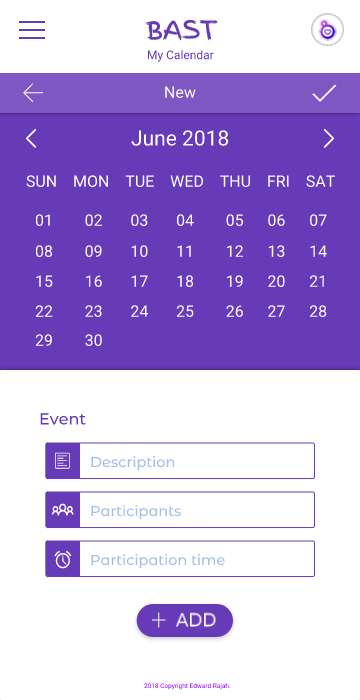 BAST
My Calendar
New
June 2018
SUN MON TUE WED THU FRI SAT
01 02 03 04 05 06 07
08 09 10 11 12 13 14
15 16 17 18 19 20 21
22 23 24 25 26 27 28
29 30
Event
Description
Participants
Participation time
+ ADD
2018 Copyright Edward Rajah.